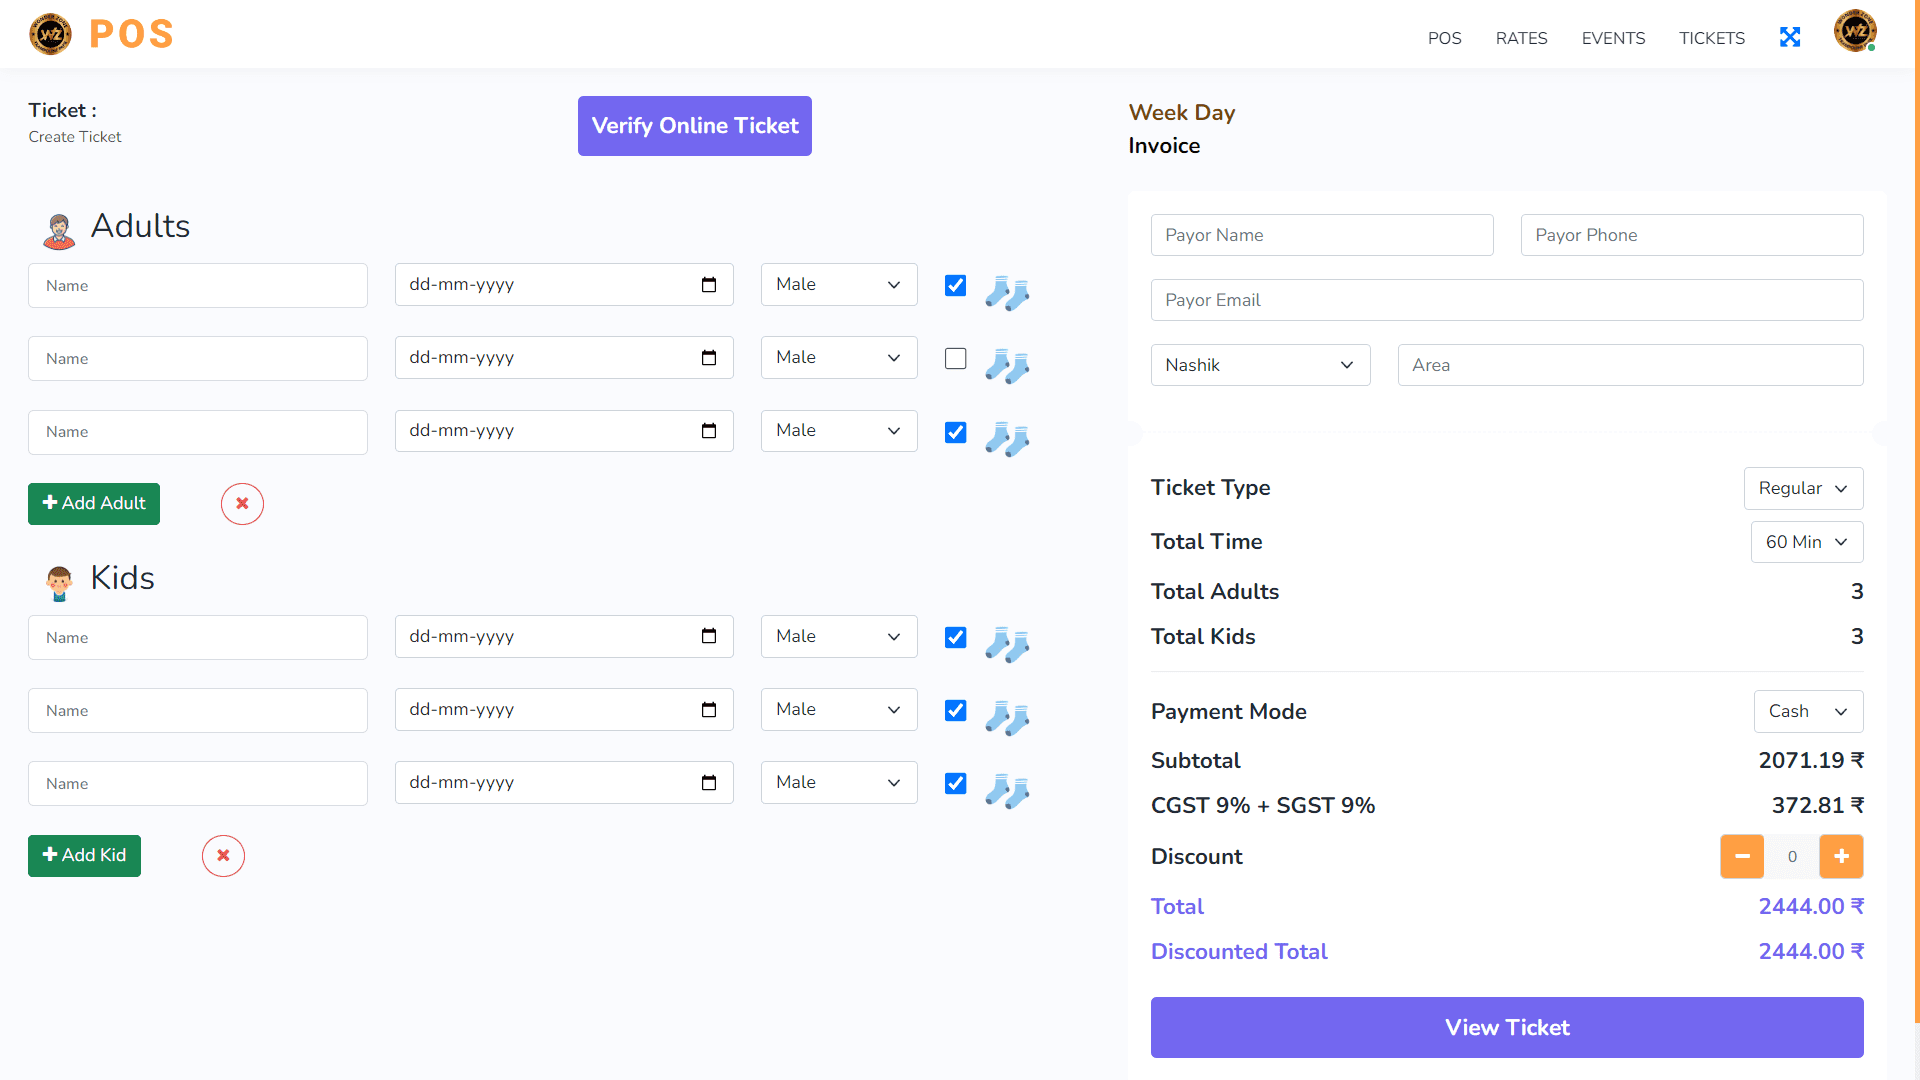 POS
POS
RATES
EVENTS
TICKETS
Ticket :
Create Ticket
Verify Online Ticket
Week Day
Invoice
Adults
Name
dd-mm-yyyy
Male
Name
dd-mm-yyyy
Male
Name
dd-mm-yyyy
Male
Add Adult
Kids
Name
dd-mm-yyyy
Male
Name
dd-mm-yyyy
Male
Name
dd-mm-yyyy
Male
Add Kid
Payor Name
Payor Phone
Payor Email
Nashik
Area
Ticket Type
Regular
Total Time
60 Min
Total Adults
3
Total Kids
3
Payment Mode
Cash
Subtotal
2071.19 ₹
CGST 9% + SGST 9%
372.81 ₹
Discount
0
Total
2444.00 ₹
Discounted Total
2444.00 ₹
View Ticket